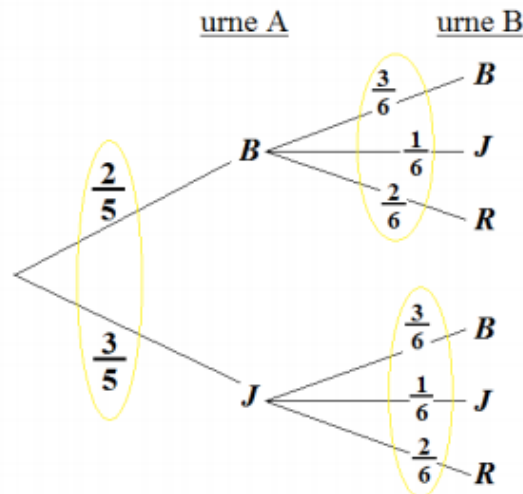 urne A urne B
3/6 B
2/5 B 1/6 J
2/6 R
3/5 J 3/6 B
1/6 J
2/6 R